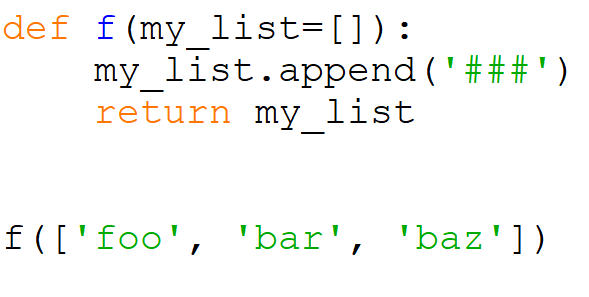 def f(my_list=[]):
    my_list.append('###')
    return my_list
f(['foo', 'bar', 'baz'])